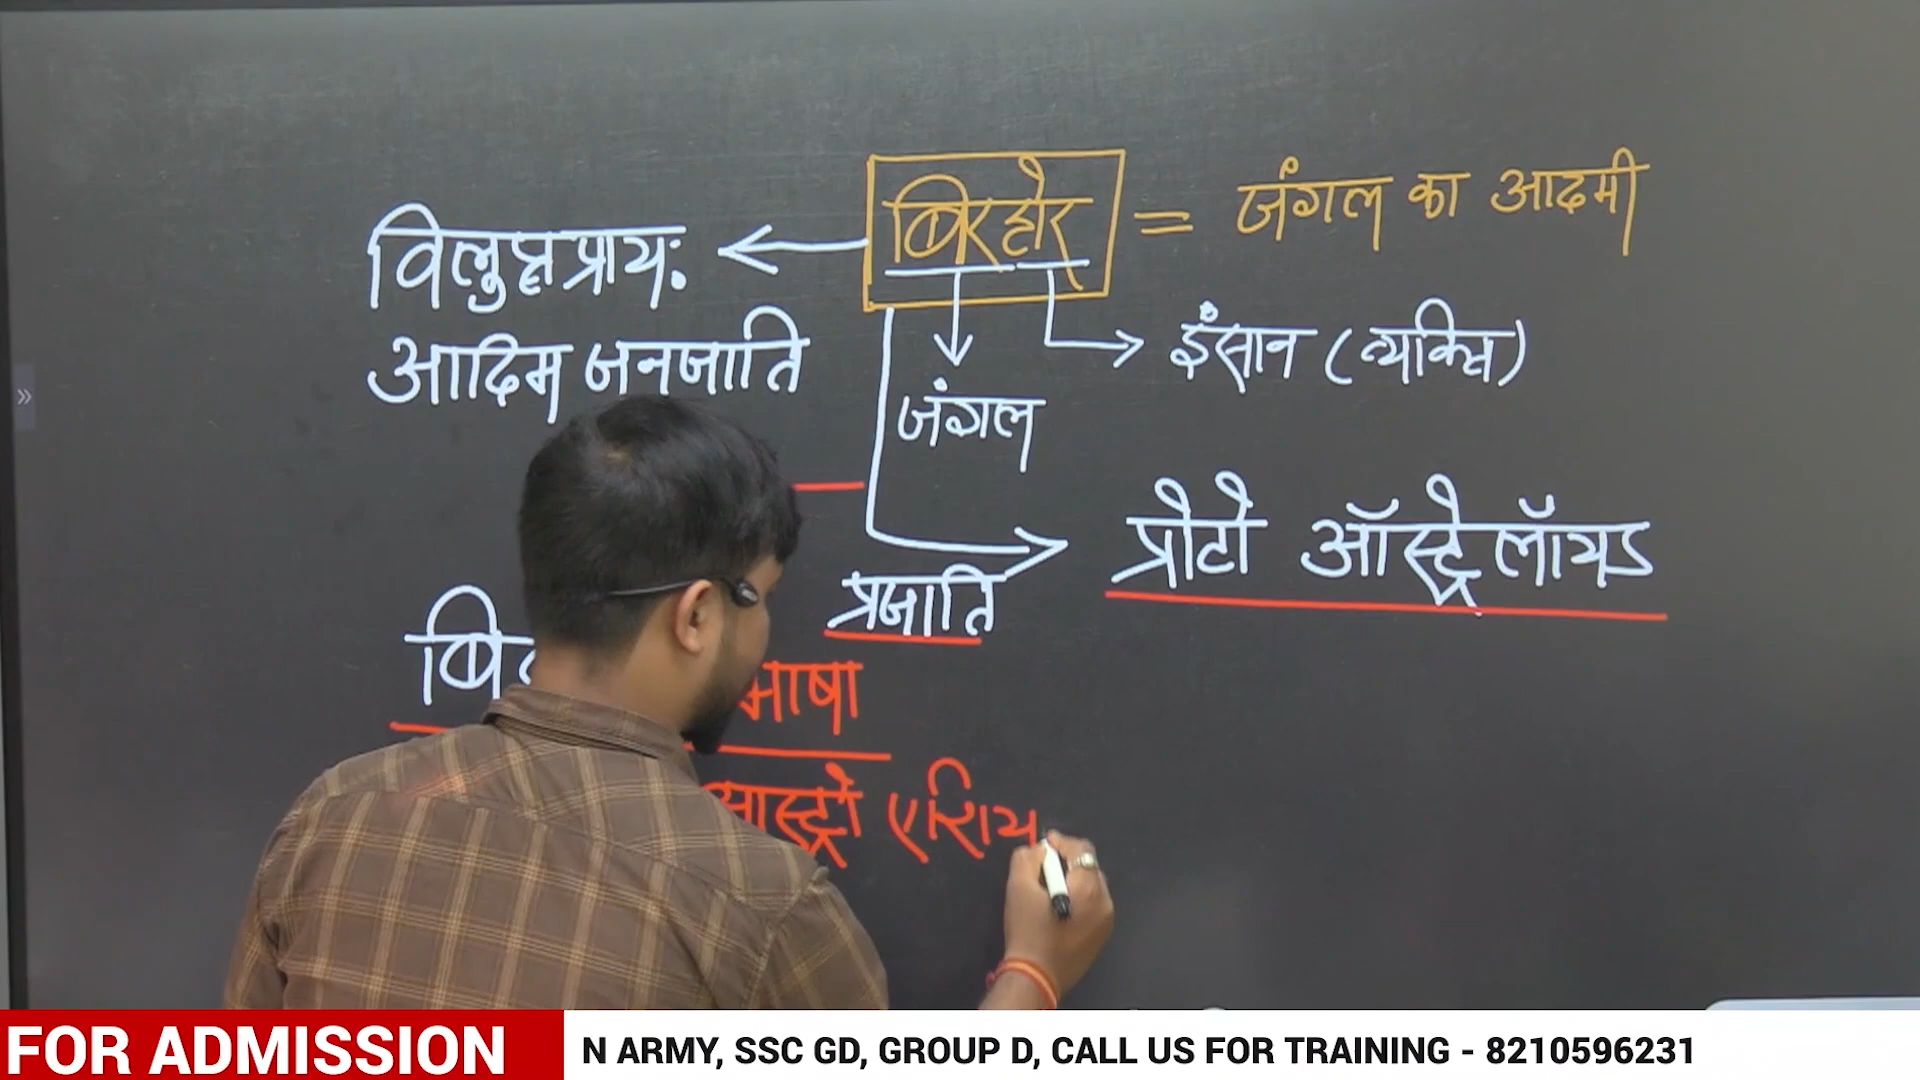 बिरहोर = जंगल का आदमी
विलुप्तप्राय:
आदिम जनजाति
इंसान (व्यक्ति)
जंगल
प्रोटो ऑस्ट्रेलॉयड
प्रजाति
भाषा
आस्ट्रो एशिय
FOR ADMISSION
N ARMY, SSC GD, GROUP D, CALL US FOR TRAINING - 8210596231